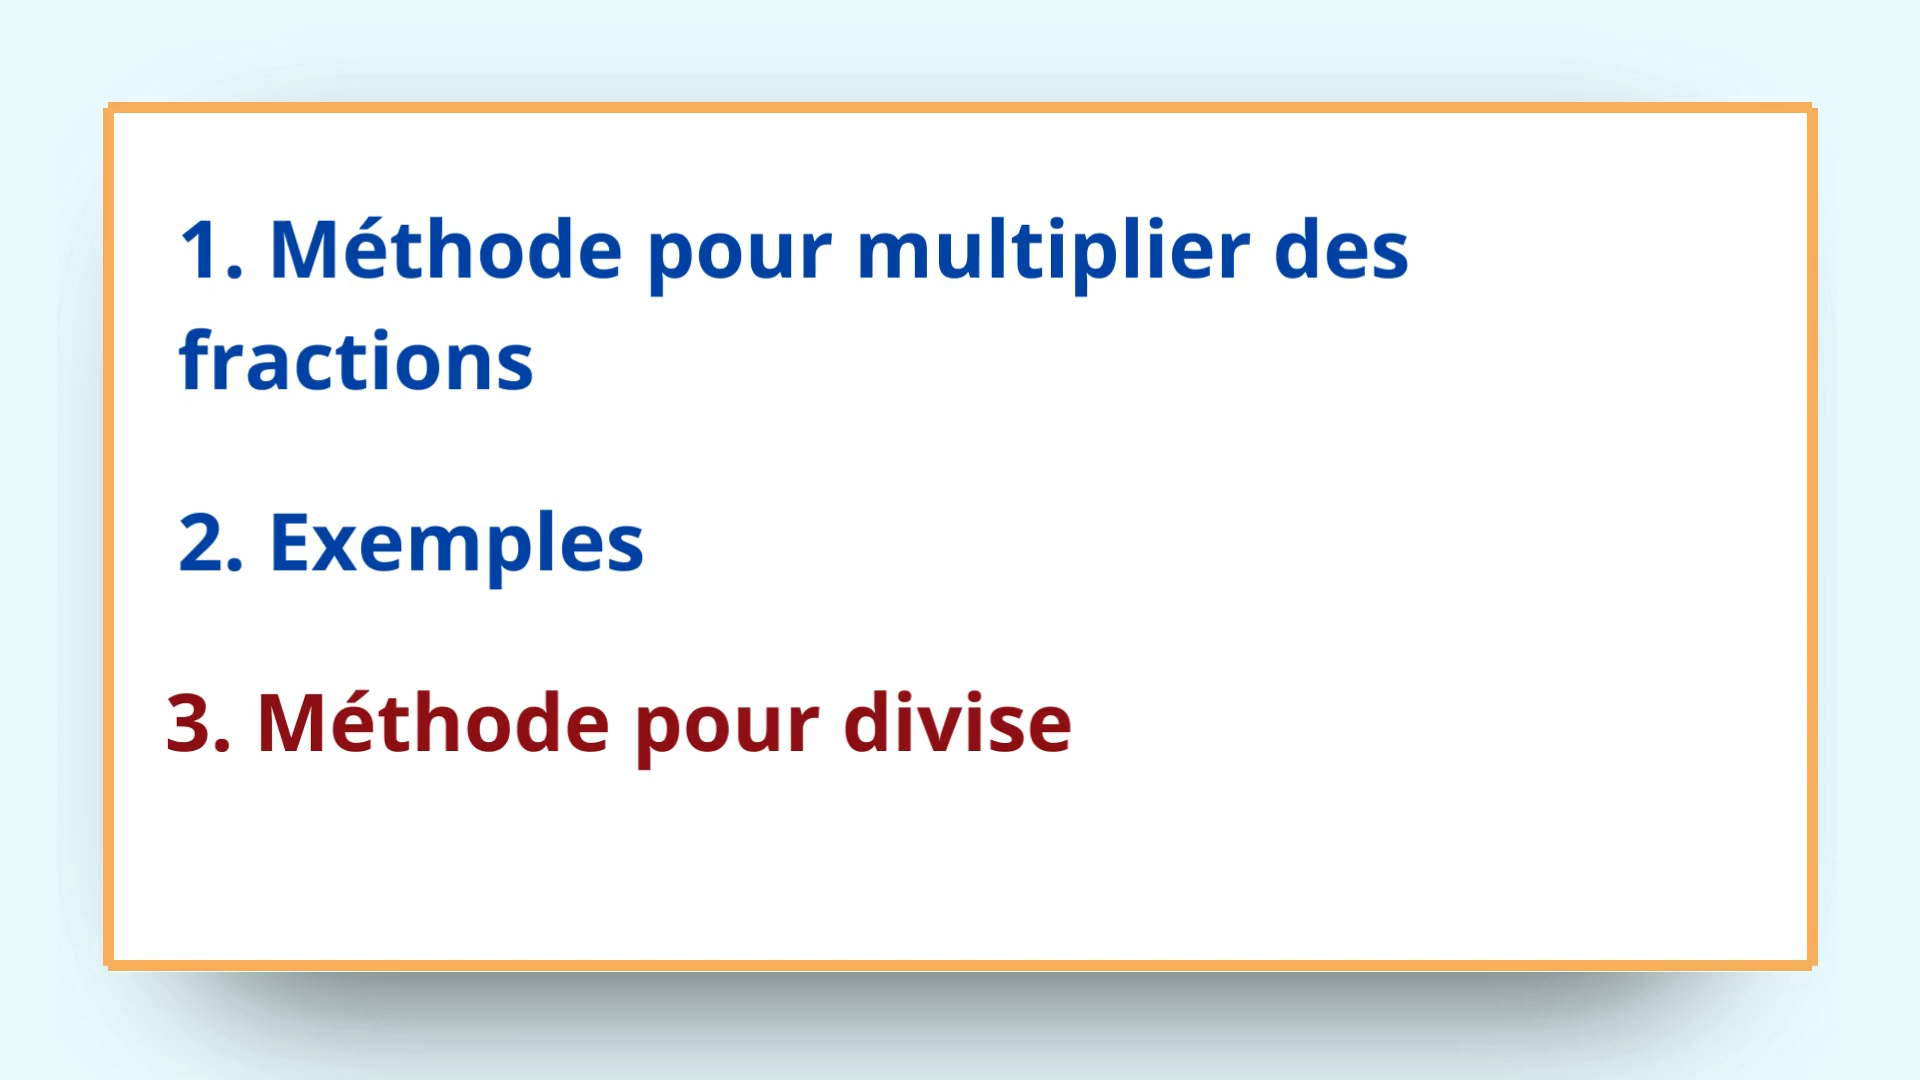 1. Méthode pour multiplier des
fractions
2. Exemples
3. Méthode pour divise